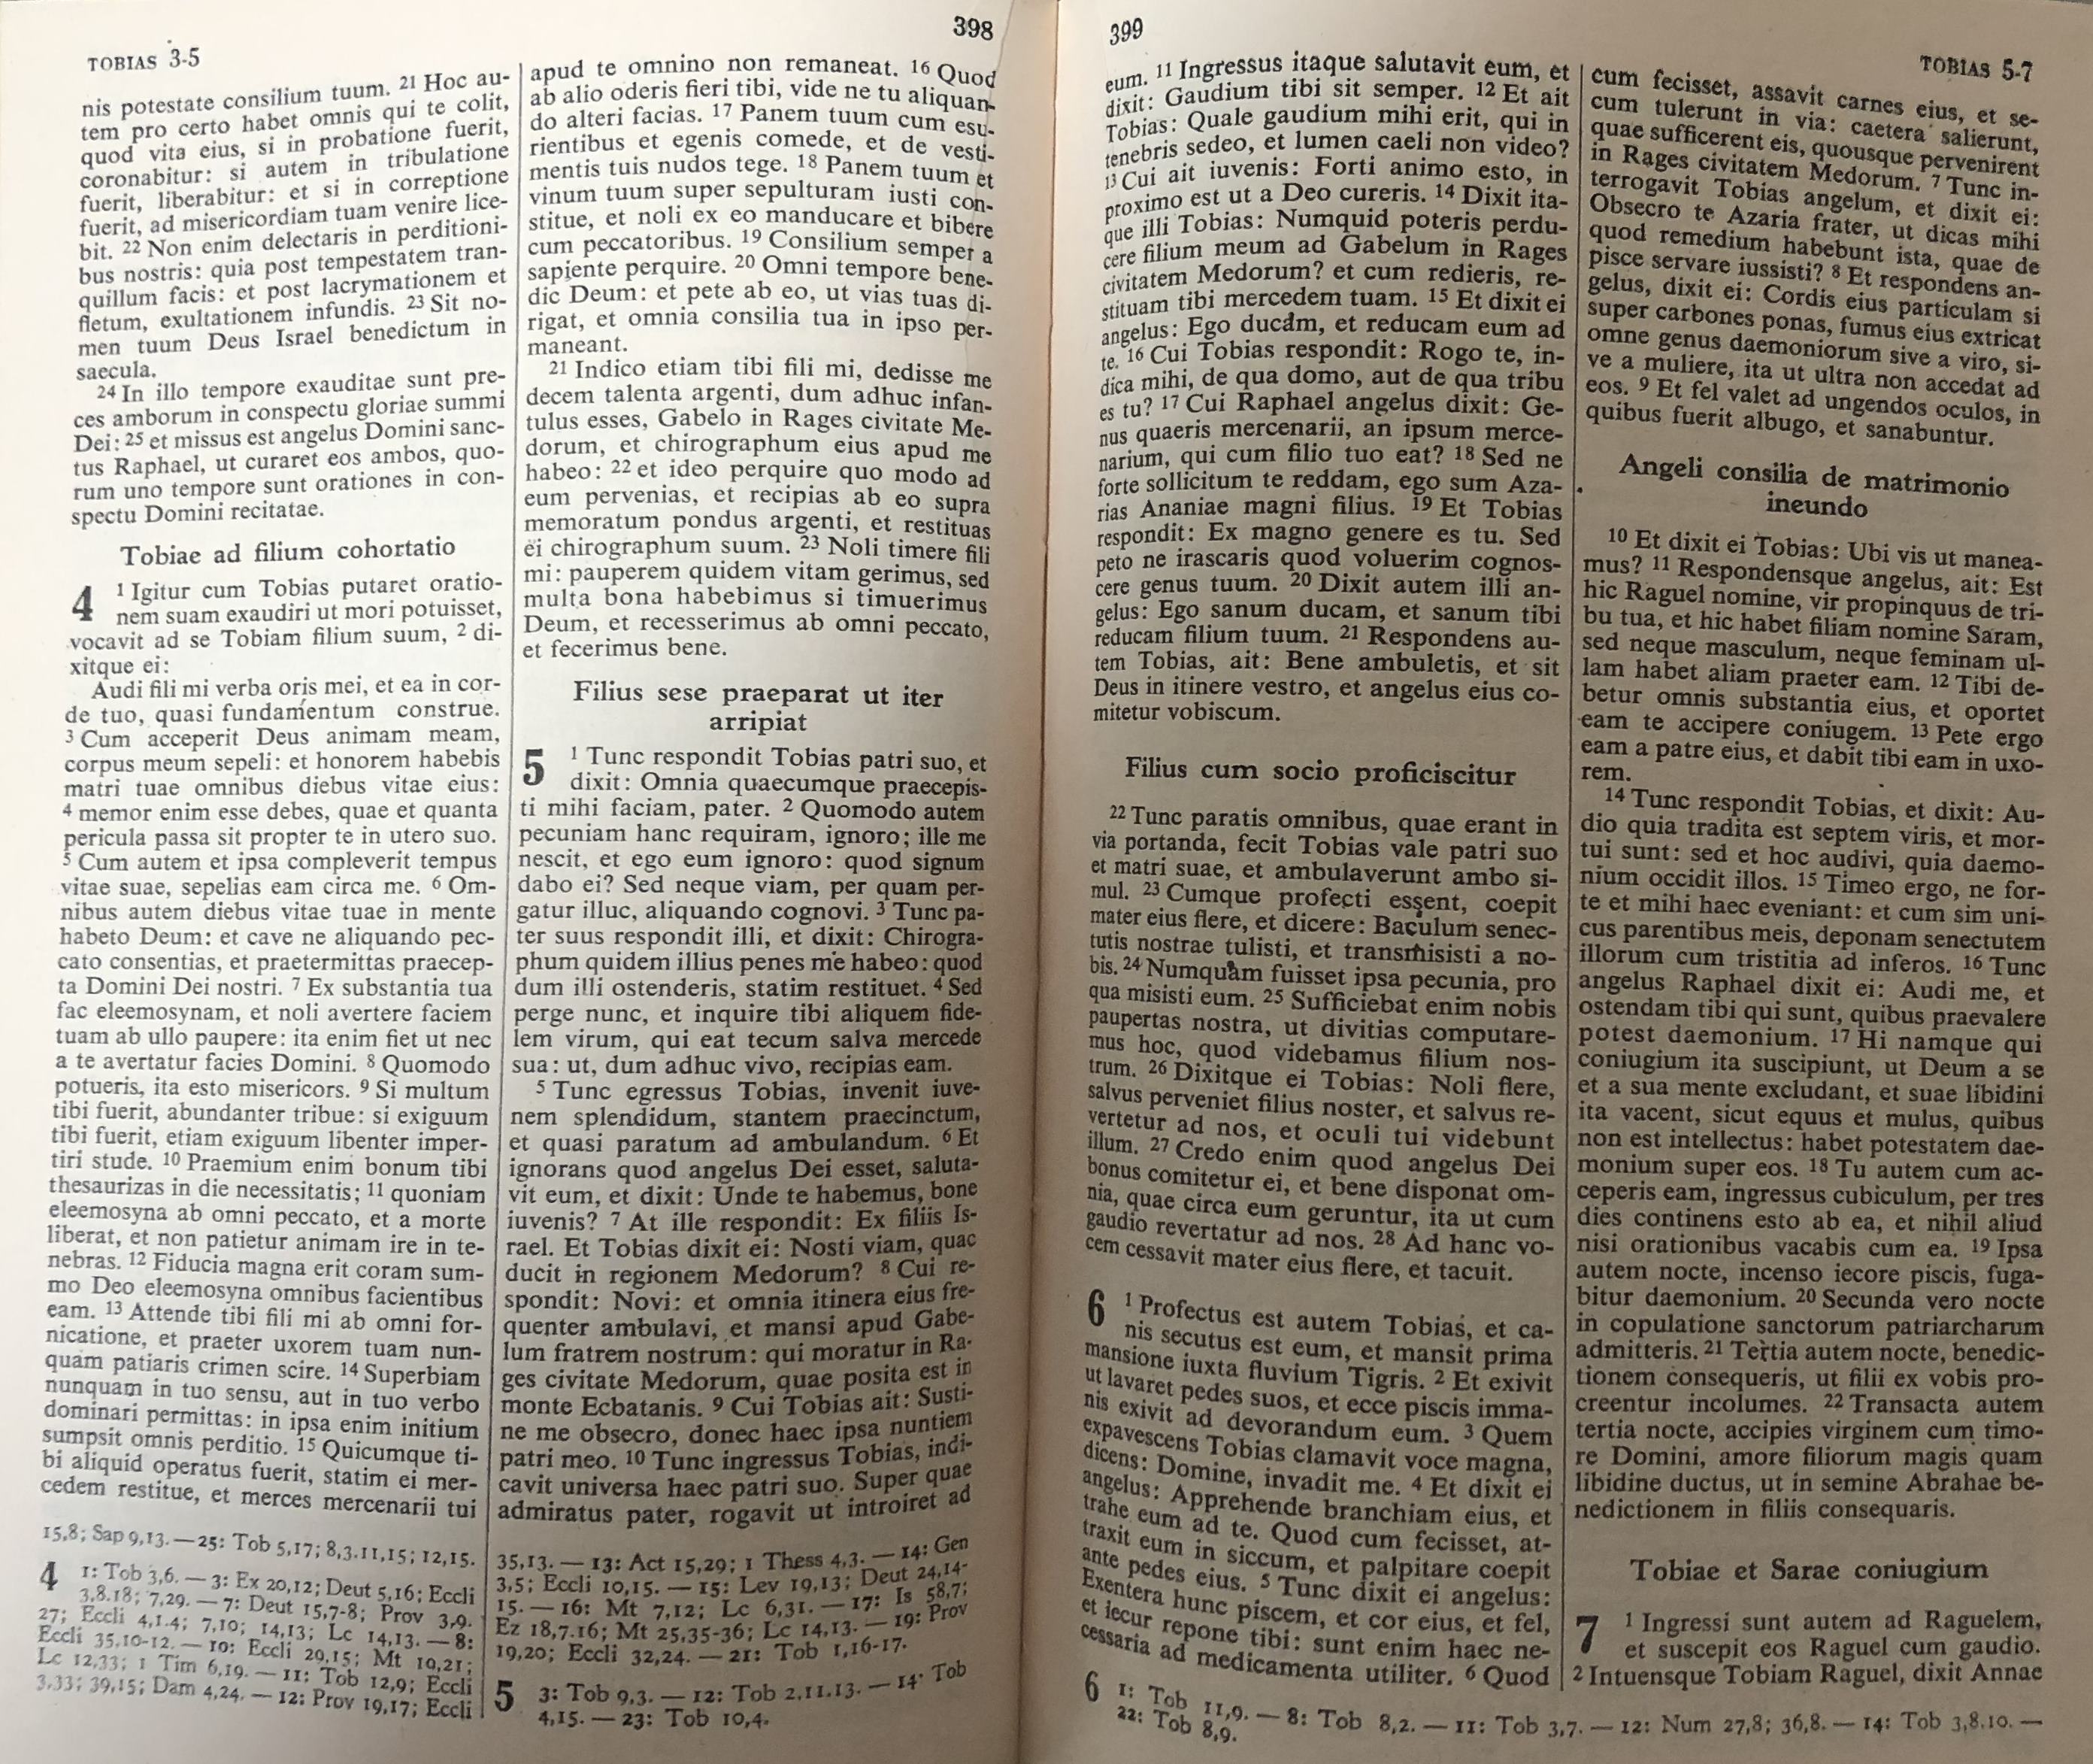 398
TOBIAS 3-5
nis potestate consilium tuum. 21 Hoc au-
tem pro certo habet omnis qui te colit,
quod vita eius, si in probatione fuerit,
coronabitur: si autem in tribulatione
fuerit, liberabitur: et si in correptione
fuerit, ad misericordiam tuam venire lice-
bit. 22 Non enim delectaris in perditioni-
bus nostris: quia post tempestatem tran-
quillum facis: et post lacrymationem et
fletum, exultationem infundis. 23 Sit no-
men tuum Deus Israel benedictum in
saecula.
24 In illo tempore exauditae sunt pre-
ces amborum in conspectu gloriae summi
Dei: 25 et missus est angelus Domini sanc-
tus Raphael, ut curaret eos ambos, quo-
rum uno tempore sunt orationes in con-
spectu Domini recitatae.
Tobiae ad filium cohortatio
4 1 Igitur cum Tobias putaret oratio-
nem suam exaudiri ut mori potuisset,
vocavit ad se Tobiam filium suum, 2 di-
xitque ei:
Audi fili mi verba oris mei, et ea in cor-
de tuo, quasi fundamentum construe.
3 Cum acceperit Deus animam meam,
corpus meum sepeli: et honorem habebis
matri tuae omnibus diebus vitae eius:
4 memor enim esse debes, quae et quanta
pericula passa sit propter te in utero suo.
5 Cum autem et ipsa compleverit tempus
vitae suae, sepelias eam circa me. 6 Om-
nibus autem diebus vitae tuae in mente
habeto Deum: et cave ne aliquando pec-
cato consentias, et praetermittas praecep-
ta Domini Dei nostri. 7 Ex substantia tua
fac eleemosynam, et noli avertere faciem
tuam ab ullo paupere: ita enim fiet ut nec
a te avertatur facies Domini. 8 Quomodo
potueris, ita esto misericors. 9 Si multum
tibi fuerit, abundanter tribue: si exiguum
tibi fuerit, etiam exiguum libenter imper-
tiri stude. 10 Praemium enim bonum tibi
thesaurizas in die necessitatis; 11 quoniam
eleemosyna ab omni peccato, et a morte
liberat, et non patietur animam ire in te-
nebras. 12 Fiducia magna erit coram sum-
mo Deo eleemosyna omnibus facientibus
eam. 13 Attende tibi fili mi ab omni for-
nicatione, et praeter uxorem tuam nun-
quam patiaris crimen scire. 14 Superbiam
nunquam in tuo sensu, aut in tuo verbo
dominari permittas: in ipsa enim initium
sumpsit omnis perditio. 15 Quicumque ti-
bi aliquid operatus fuerit, statim ei mer-
cedem restitue, et merces mercenarii tui
apud te omnino non remaneat. 16 Quod
ab alio oderis fieri tibi, vide ne tu aliquan-
do alteri facias. 17 Panem tuum cum esu-
rientibus et egenis comede, et de vesti-
mentis tuis nudos tege. 18 Panem tuum et
vinum tuum super sepulturam iusti con-
stitue, et noli ex eo manducare et bibere
cum peccatoribus. 19 Consilium semper a
sapiente perquire. 20 Omni tempore bene-
dic Deum: et pete ab eo, ut vias tuas di-
rigat, et omnia consilia tua in ipso per-
maneant.
21 Indico etiam tibi fili mi, dedisse me
decem talenta argenti, dum adhuc infan-
tulus esses, Gabelo in Rages civitate Me-
dorum, et chirographum eius apud me
habeo: 22 et ideo perquire quo modo ad
eum pervenias, et recipias ab eo supra
memoratum pondus argenti, et restituas
ei chirographum suum. 23 Noli timere fili
mi: pauperem quidem vitam gerimus, sed
multa bona habebimus si timuerimus
Deum, et recesserimus ab omni peccato,
et fecerimus bene.
Filius sese praeparat ut iter
arripiat
5 1 Tunc respondit Tobias patri suo, et
dixit: Omnia quaecumque praecepis-
ti mihi faciam, pater. 2 Quomodo autem
pecuniam hanc requiram, ignoro; ille me
nescit, et ego eum ignoro: quod signum
dabo ei? Sed neque viam, per quam per-
gatur illuc, aliquando cognovi. 3 Tunc pa-
ter suus respondit illi, et dixit: Chirogra-
phum quidem illius penes me habeo: quod
dum illi ostenderis, statim restituet. 4 Sed
perge nunc, et inquire tibi aliquem fide-
lem virum, qui eat tecum salva mercede
sua: ut, dum adhuc vivo, recipias eam.
5 Tunc egressus Tobias, invenit iuve-
nem splendidum, stantem praecinctum,
et quasi paratum ad ambulandum. 6 Et
ignorans quod angelus Dei esset, saluta-
vit eum, et dixit: Unde te habemus, bone
iuvenis? 7 At ille respondit: Ex filiis Is-
rael. Et Tobias dixit ei: Nosti viam, quae
ducit in regionem Medorum? 8 Cui re-
spondit: Novi: et omnia itinera eius fre-
quenter ambulavi, et mansi apud Gabe-
lum fratrem nostrum: qui moratur in Ra-
ges civitate Medorum, quae posita est in
monte Ecbatanis. 9 Cui Tobias ait: Susti-
ne me obsecro, donec haec ipsa nuntiem
patri meo. 10 Tunc ingressus Tobias, indi-
cavit universa haec patri suo. Super quae
admiratus pater, rogavit ut introiret ad
15,8; Sap 9,13. — 25: Tob 5,17; 8,3.11,15; 12,15.
4 1: Tob 3,6. — 3: Ex 20,12; Deut 5,16; Eccli
3,8.18; 7,29. — 7: Deut 15,7-8; Prov 3,9.
27; Eccli 4,1.4; 7,10; 14,13; Lc 14,13. — 8:
Eccli 35,10-12. — 10: Eccli 29,15; Mt 19,21;
Lc 12,33; 1 Tim 6,19. — 11: Tob 12,9; Eccli
3,33; 39,15; Dam 4,24. — 12: Prov 19,17; Eccli
35,13. — 13: Act 15,29; 1 Thess 4,3. — 14: Gen
3,5; Eccli 10,15. — 15: Lev 19,13; Deut 24,14-
15. — 16: Mt 7,12; Lc 6,31. — 17: Is 58,7;
Ez 18,7.16; Mt 25,35-36; Lc 14,13. — 19: Prov
19,20; Eccli 32,24. — 21: Tob 1,16-17.
5 3: Tob 9,3. — 12: Tob 2,11.13. — 14: Tob
4,15. — 23: Tob 10,4.
399
TOBIAS 5-7
eum. 11 Ingressus itaque salutavit eum, et
dixit: Gaudium tibi sit semper. 12 Et ait
Tobias: Quale gaudium mihi erit, qui in
tenebris sedeo, et lumen caeli non video?
13 Cui ait iuvenis: Forti animo esto, in
proximo est ut a Deo cureris. 14 Dixit ita-
que illi Tobias: Numquid poteris perdu-
cere filium meum ad Gabelum in Rages
civitatem Medorum? et cum redieris, re-
stituam tibi mercedem tuam. 15 Et dixit ei
angelus: Ego ducam, et reducam eum ad
te. 16 Cui Tobias respondit: Rogo te, in-
dica mihi, de qua domo, aut de qua tribu
es tu? 17 Cui Raphael angelus dixit: Ge-
nus quaeris mercenarii, an ipsum merce-
narium, qui cum filio tuo eat? 18 Sed ne
forte sollicitum te reddam, ego sum Aza-
rias Ananiae magni filius. 19 Et Tobias
respondit: Ex magno genere es tu. Sed
peto ne irascaris quod voluerim cognos-
cere genus tuum. 20 Dixit autem illi an-
gelus: Ego sanum ducam, et sanum tibi
reducam filium tuum. 21 Respondens au-
tem Tobias, ait: Bene ambuletis, et sit
Deus in itinere vestro, et angelus eius co-
mitetur vobiscum.
Filius cum socio proficiscitur
22 Tunc paratis omnibus, quae erant in
via portanda, fecit Tobias vale patri suo
et matri suae, et ambulaverunt ambo si-
mul. 23 Cumque profecti essent, coepit
mater eius flere, et dicere: Baculum senec-
tutis nostrae tulisti, et transmisisti a no-
bis. 24 Numquam fuisset ipsa pecunia, pro
qua misisti eum. 25 Sufficiebat enim nobis
paupertas nostra, ut divitias computare-
mus hoc, quod videbamus filium nos-
trum. 26 Dixitque ei Tobias: Noli flere,
salvus perveniet filius noster, et salvus re-
vertetur ad nos, et oculi tui videbunt
illum. 27 Credo enim quod angelus Dei
bonus comitetur ei, et bene disponat om-
nia, quae circa eum geruntur, ita ut cum
gaudio revertatur ad nos. 28 Ad hanc vo-
cem cessavit mater eius flere, et tacuit.
6 1 Profectus est autem Tobias, et ca-
nis secutus est eum, et mansit prima
mansione iuxta fluvium Tigris. 2 Et exivit
ut lavaret pedes suos, et ecce piscis imma-
nis exivit ad devorandum eum. 3 Quem
expavescens Tobias clamavit voce magna,
dicens: Domine, invadit me. 4 Et dixit ei
angelus: Apprehende branchiam eius, et
trahe eum ad te. Quod cum fecisset, at-
traxit eum in siccum, et palpitare coepit
ante pedes eius. 5 Tunc dixit ei angelus:
Exentera hunc piscem, et cor eius, et fel,
et iecur repone tibi: sunt enim haec ne-
cessaria ad medicamenta utiliter. 6 Quod
cum fecisset, assavit carnes eius, et se-
cum tulerunt in via: caetera salierunt,
quae sufficerent eis, quousque pervenirent
in Rages civitatem Medorum. 7 Tunc in-
terrogavit Tobias angelum, et dixit ei:
Obsecro te Azaria frater, ut dicas mihi
quod remedium habebunt ista, quae de
pisce servare iussisti? 8 Et respondens an-
gelus, dixit ei: Cordis eius particulam si
super carbones ponas, fumus eius extricat
omne genus daemoniorum sive a viro, si-
ve a muliere, ita ut ultra non accedat ad
eos. 9 Et fel valet ad ungendos oculos, in
quibus fuerit albugo, et sanabuntur.
Angeli consilia de matrimonio
ineundo
10 Et dixit ei Tobias: Ubi vis ut manea-
mus? 11 Respondensque angelus, ait: Est
hic Raguel nomine, vir propinquus de tri-
bu tua, et hic habet filiam nomine Saram,
sed neque masculum, neque feminam ul-
lam habet aliam praeter eam. 12 Tibi de-
betur omnis substantia eius, et oportet
eam te accipere coniugem. 13 Pete ergo
eam a patre eius, et dabit tibi eam in uxo-
rem.
14 Tunc respondit Tobias, et dixit: Au-
dio quia tradita est septem viris, et mor-
tui sunt: sed et hoc audivi, quia daemo-
nium occidit illos. 15 Timeo ergo, ne for-
te et mihi haec eveniant: et cum sim uni-
cus parentibus meis, deponam senectutem
illorum cum tristitia ad inferos. 16 Tunc
angelus Raphael dixit ei: Audi me, et
ostendam tibi qui sunt, quibus praevalere
potest daemonium. 17 Hi namque qui
coniugium ita suscipiunt, ut Deum a se
et a sua mente excludant, et suae libidini
ita vacent, sicut equus et mulus, quibus
non est intellectus: habet potestatem dae-
monium super eos. 18 Tu autem cum ac-
ceperis eam, ingressus cubiculum, per tres
dies continens esto ab ea, et nihil aliud
nisi orationibus vacabis cum ea. 19 Ipsa
autem nocte, incenso iecore piscis, fuga-
bitur daemonium. 20 Secunda vero nocte
in copulatione sanctorum patriarcharum
admitteris. 21 Tertia autem nocte, benedic-
tionem consequeris, ut filii ex vobis pro-
creentur incolumes. 22 Transacta autem
tertia nocte, accipies virginem cum timo-
re Domini, amore filiorum magis quam
libidine ductus, ut in semine Abrahae be-
nedictionem in filiis consequaris.
Tobiae et Sarae coniugium
7 1 Ingressi sunt autem ad Raguelem,
et suscepit eos Raguel cum gaudio.
2 Intuensque Tobiam Raguel, dixit Annae
6 1: Tob 11,9. — 8: Tob 8,2. — 11: Tob 3,7. — 12: Num 27,8; 36,8. — 14: Tob 3,8.10. —
22: Tob 8,9.